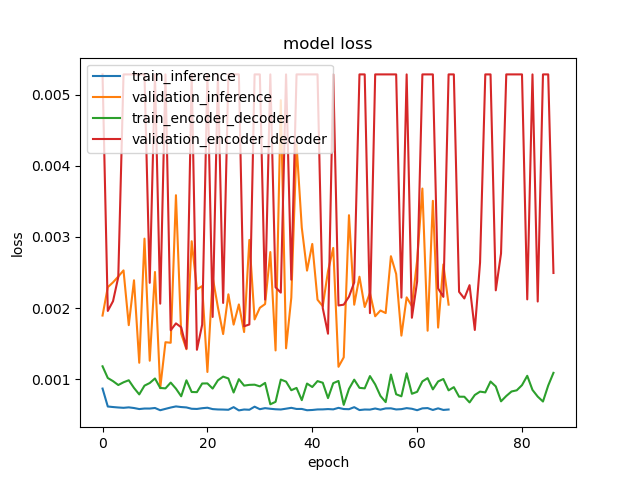 model loss
train_inference
validation_inference
train_encoder_decoder
validation_encoder_decoder
loss
0.005
0.004
0.003
0.002
0.001
0
20
40
60
80
epoch